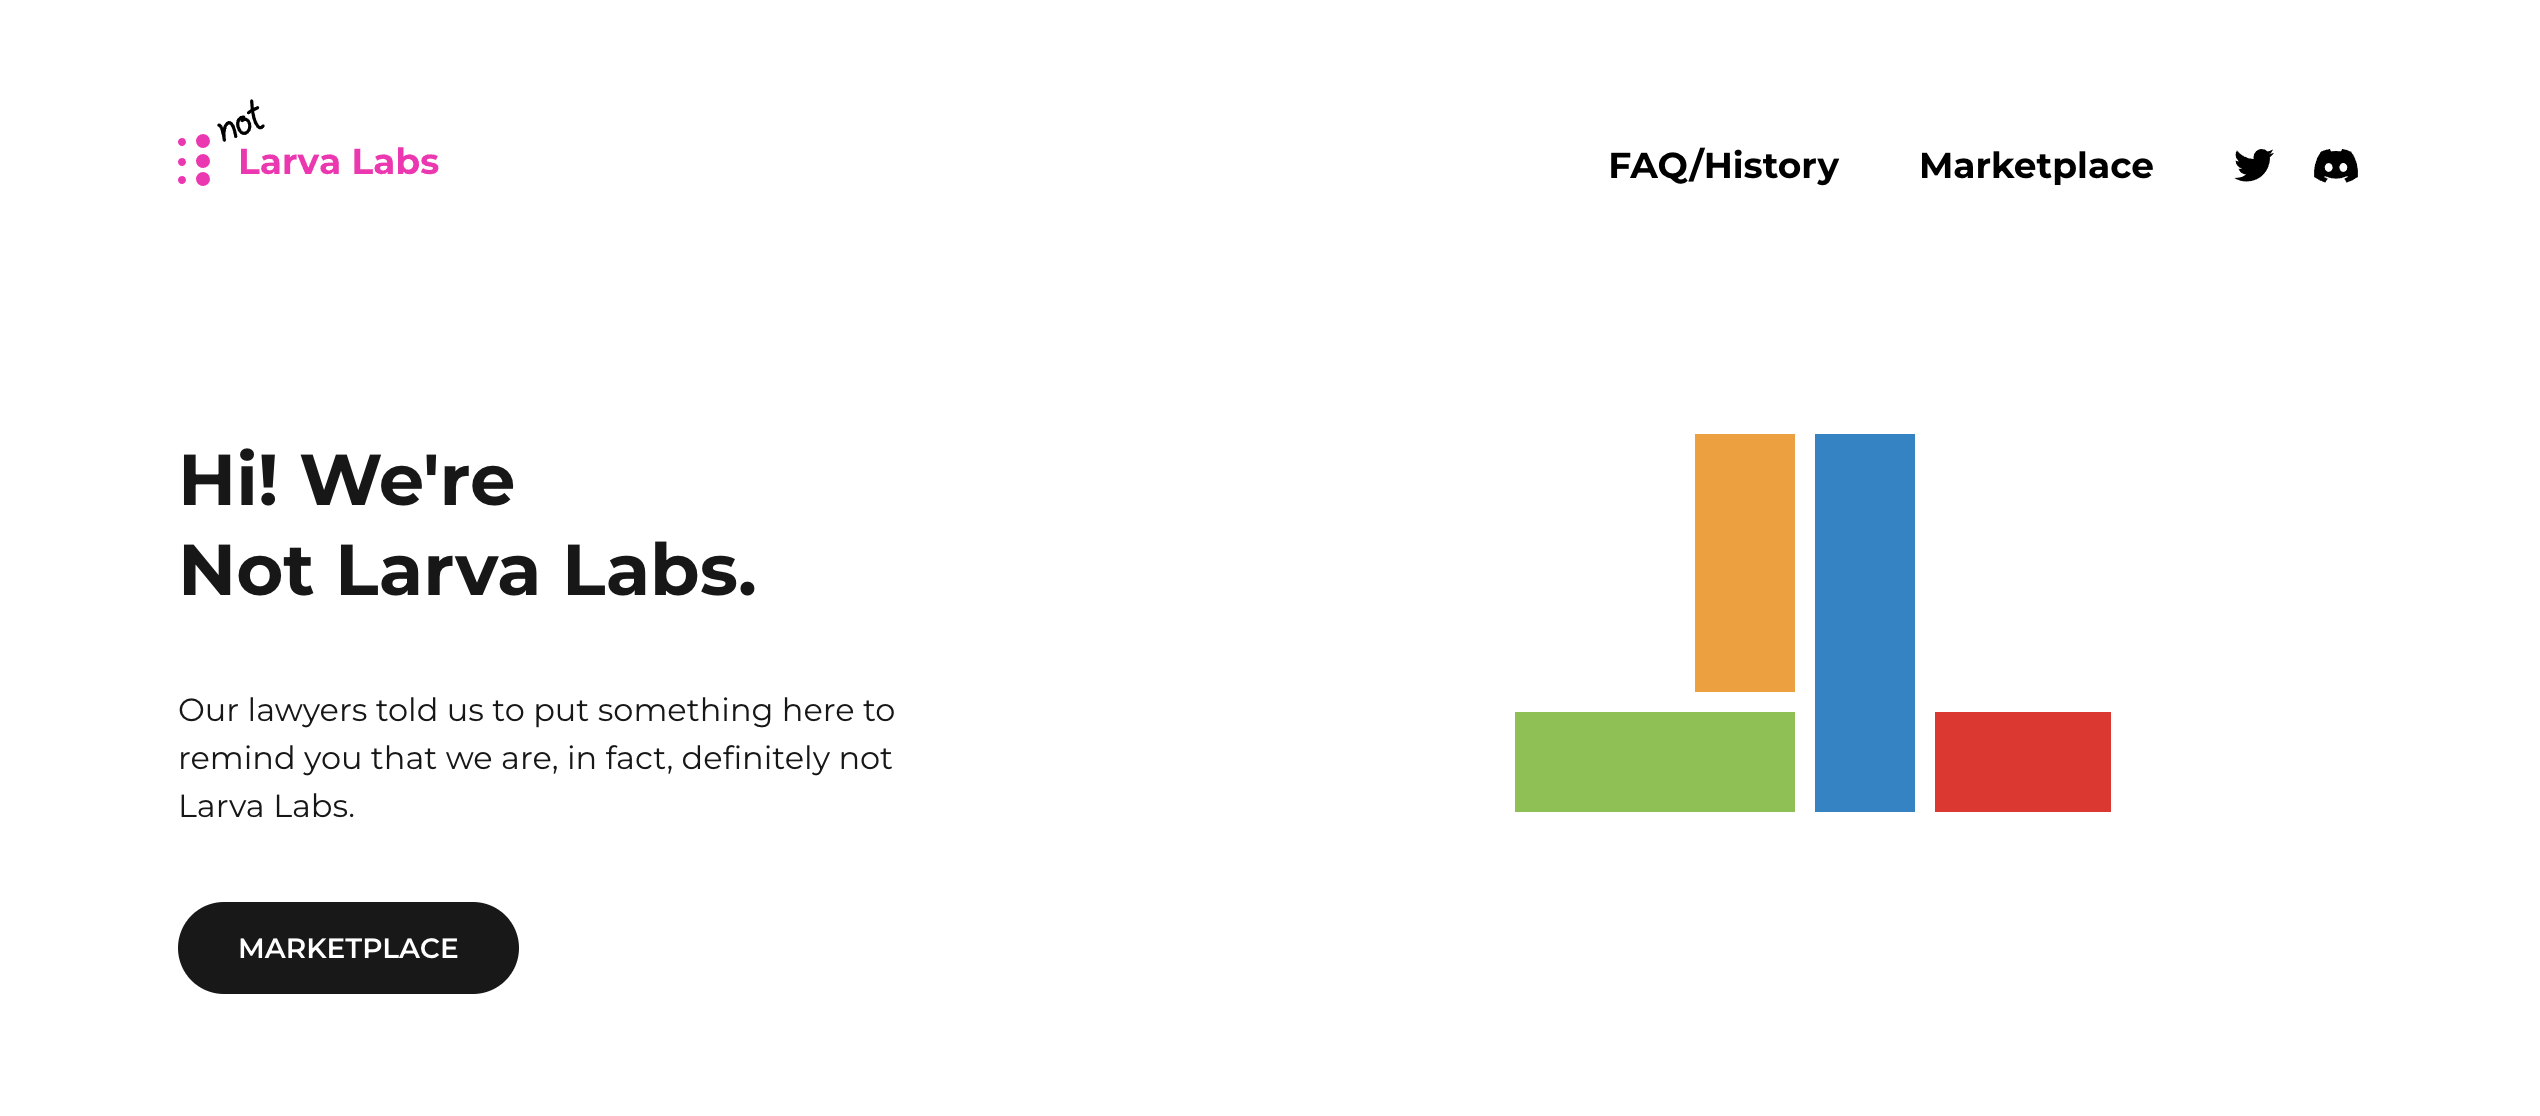 not
Larva Labs
FAQ/History Marketplace
Hi! We're
Not Larva Labs.
Our lawyers told us to put something here to
remind you that we are, in fact, definitely not
Larva Labs.
MARKETPLACE